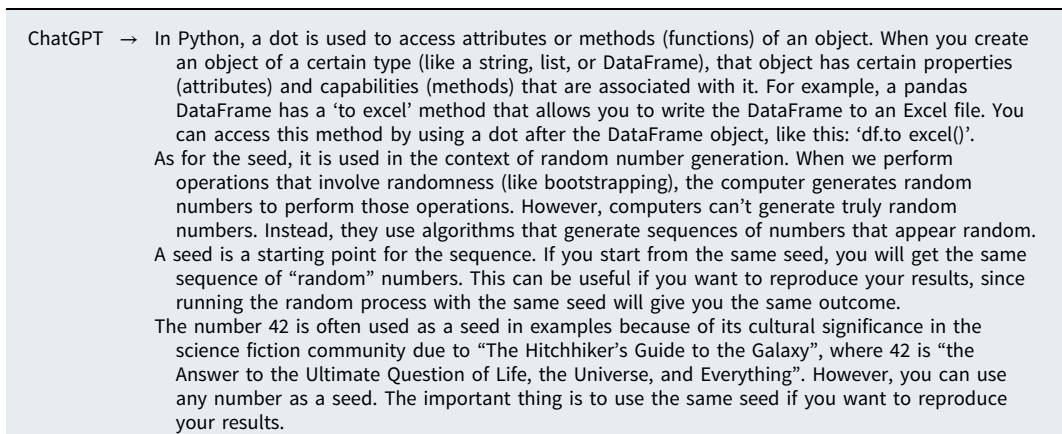 ChatGPT → In Python, a dot is used to access attributes or methods (functions) of an object. When you create
an object of a certain type (like a string, list, or DataFrame), that object has certain properties
(attributes) and capabilities (methods) that are associated with it. For example, a pandas
DataFrame has a ‘to excel’ method that allows you to write the DataFrame to an Excel file. You
can access this method by using a dot after the DataFrame object, like this: ‘df.to excel()’.
As for the seed, it is used in the context of random number generation. When we perform
operations that involve randomness (like bootstrapping), the computer generates random
numbers to perform those operations. However, computers can’t generate truly random
numbers. Instead, they use algorithms that generate sequences of numbers that appear random.
A seed is a starting point for the sequence. If you start from the same seed, you will get the same
sequence of “random” numbers. This can be useful if you want to reproduce your results, since
running the random process with the same seed will give you the same outcome.
The number 42 is often used as a seed in examples because of its cultural significance in the
science fiction community due to “The Hitchhiker’s Guide to the Galaxy”, where 42 is “the
Answer to the Ultimate Question of Life, the Universe, and Everything”. However, you can use
any number as a seed. The important thing is to use the same seed if you want to reproduce
your results.